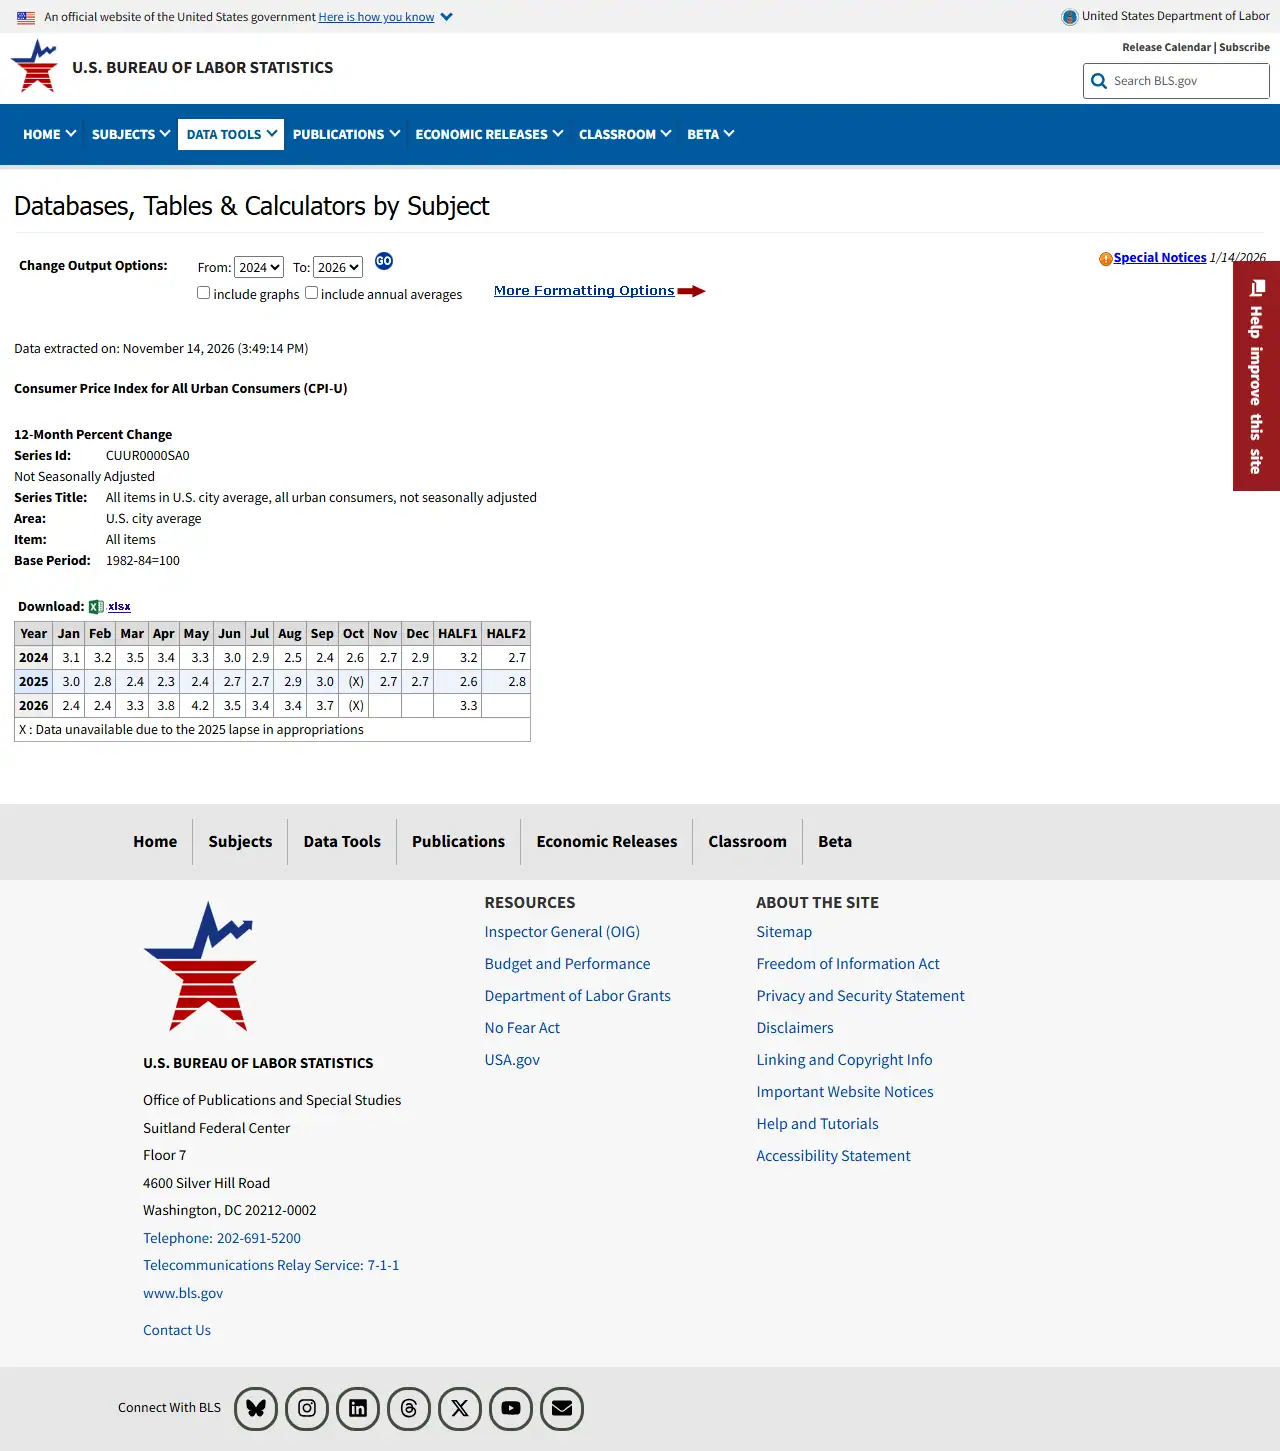 An official website of the United States government Here is how you know
United States Department of Labor
Release Calendar | Subscribe
U.S. BUREAU OF LABOR STATISTICS
Search BLS.gov
HOME SUBJECTS DATA TOOLS PUBLICATIONS ECONOMIC RELEASES CLASSROOM BETA
Databases, Tables & Calculators by Subject
Special Notices 1/14/2026
Change Output Options: From: 2024 To: 2026 GO
include graphs include annual averages More Formatting Options
Help improve this site
Data extracted on: November 14, 2026 (3:49:14 PM)
Consumer Price Index for All Urban Consumers (CPI-U)
12-Month Percent Change
Series Id: CUUR0000SA0
Not Seasonally Adjusted
Series Title: All items in U.S. city average, all urban consumers, not seasonally adjusted
Area: U.S. city average
Item: All items
Base Period: 1982-84=100
Download: .xlsx
Year Jan Feb Mar Apr May Jun Jul Aug Sep Oct Nov Dec HALF1 HALF2
2024 3.1 3.2 3.5 3.4 3.3 3.0 2.9 2.5 2.4 2.6 2.7 2.9 3.2 2.7
2025 3.0 2.8 2.4 2.3 2.4 2.7 2.7 2.9 3.0 (X) 2.7 2.7 2.6 2.8
2026 2.4 2.4 3.3 3.8 4.2 3.5 3.4 3.4 3.7 (X) 3.3
X : Data unavailable due to the 2025 lapse in appropriations
Home Subjects Data Tools Publications Economic Releases Classroom Beta
U.S. BUREAU OF LABOR STATISTICS
Office of Publications and Special Studies
Suitland Federal Center
Floor 7
4600 Silver Hill Road
Washington, DC 20212-0002
Telephone: 202-691-5200
Telecommunications Relay Service: 7-1-1
www.bls.gov
Contact Us
RESOURCES
Inspector General (OIG)
Budget and Performance
Department of Labor Grants
No Fear Act
USA.gov
ABOUT THE SITE
Sitemap
Freedom of Information Act
Privacy and Security Statement
Disclaimers
Linking and Copyright Info
Important Website Notices
Help and Tutorials
Accessibility Statement
Connect With BLS